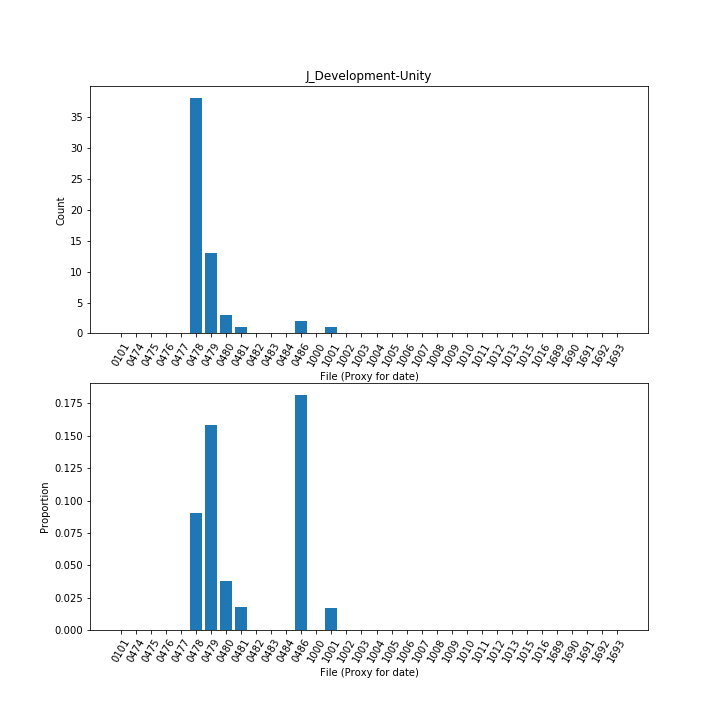 J_Development-Unity
35
30
25
20
15
10
5
0
Count
0101 0474 0475 0476 0477 0478 0479 0480 0481 0482 0483 0484 0486 1000 1001 1002 1003 1004 1005 1006 1007 1008 1009 1010 1011 1012 1013 1015 1016 1689 1690 1691 1692 1693
File (Proxy for date)
0.175
0.150
0.125
0.100
0.075
0.050
0.025
0.000
Proportion
0101 0474 0475 0476 0477 0478 0479 0480 0481 0482 0483 0484 0486 1000 1001 1002 1003 1004 1005 1006 1007 1008 1009 1010 1011 1012 1013 1015 1016 1689 1690 1691 1692 1693
File (Proxy for date)